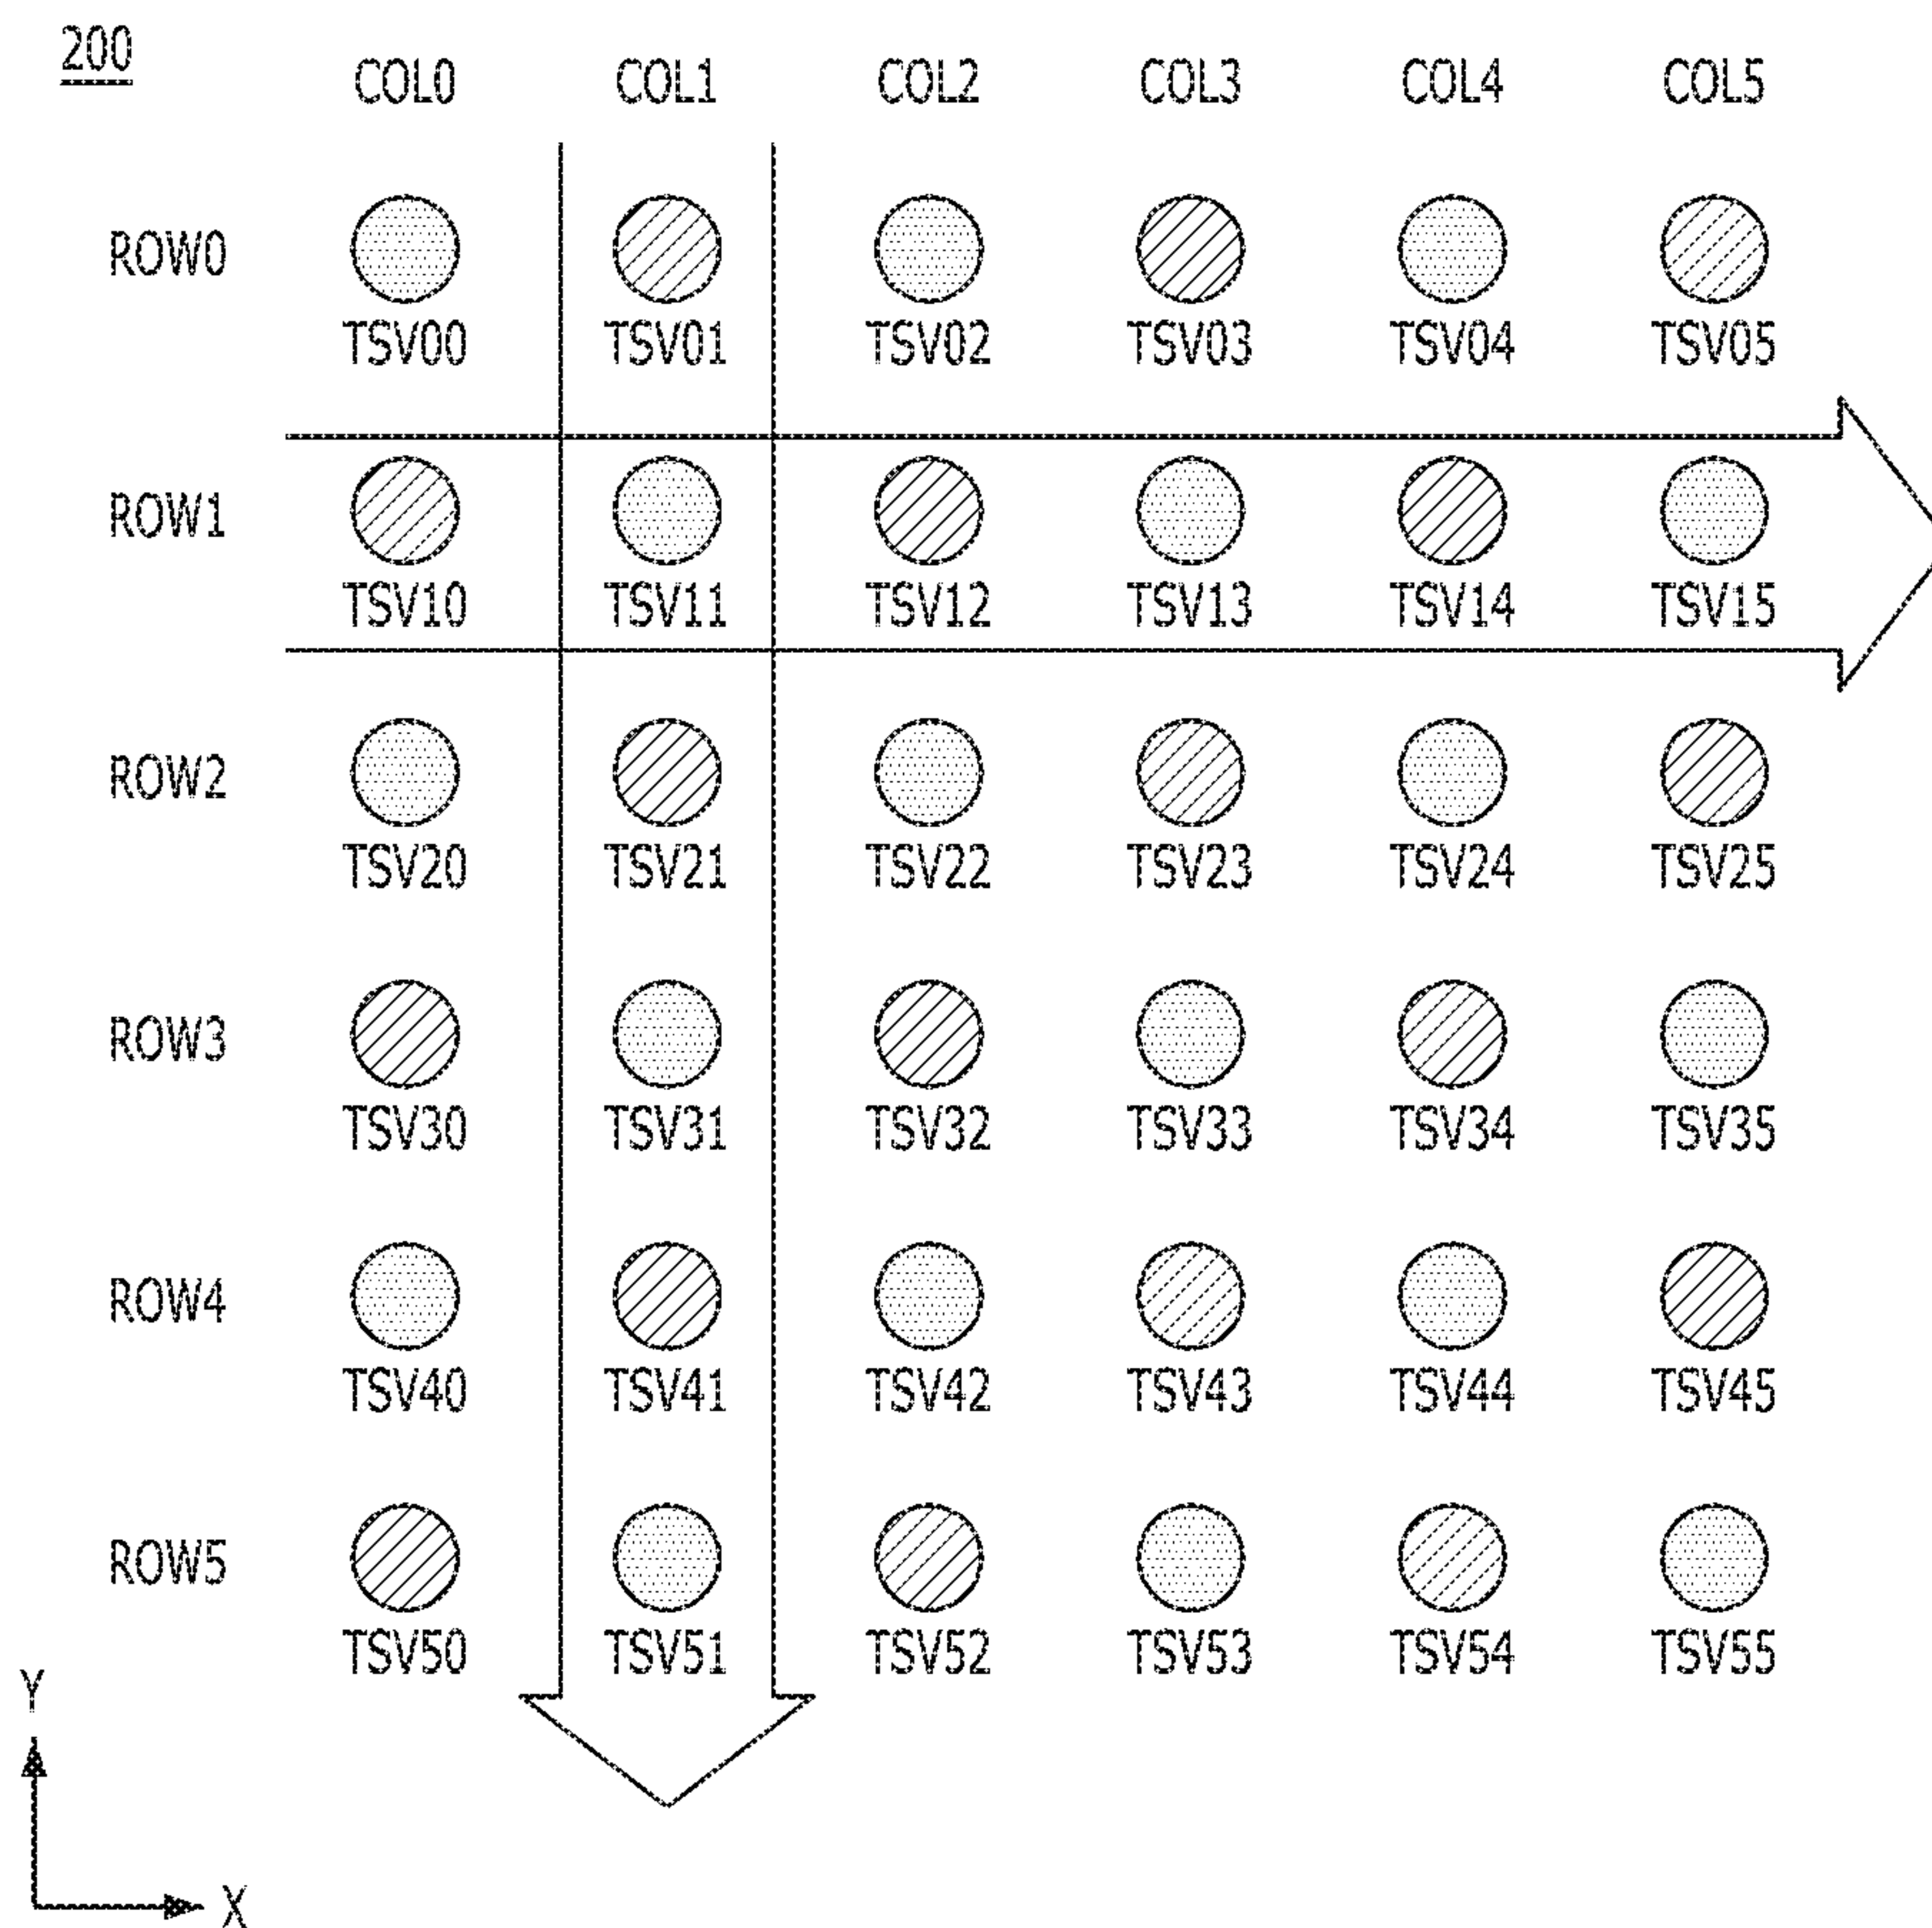 200
COL0 COL1 COL2 COL3 COL4 COL5
ROW0
TSV00 TSV01 TSV02 TSV03 TSV04 TSV05
ROW1
TSV10 TSV11 TSV12 TSV13 TSV14 TSV15
ROW2
TSV20 TSV21 TSV22 TSV23 TSV24 TSV25
ROW3
TSV30 TSV31 TSV32 TSV33 TSV34 TSV35
ROW4
TSV40 TSV41 TSV42 TSV43 TSV44 TSV45
ROW5
TSV50 TSV51 TSV52 TSV53 TSV54 TSV55
Y
X